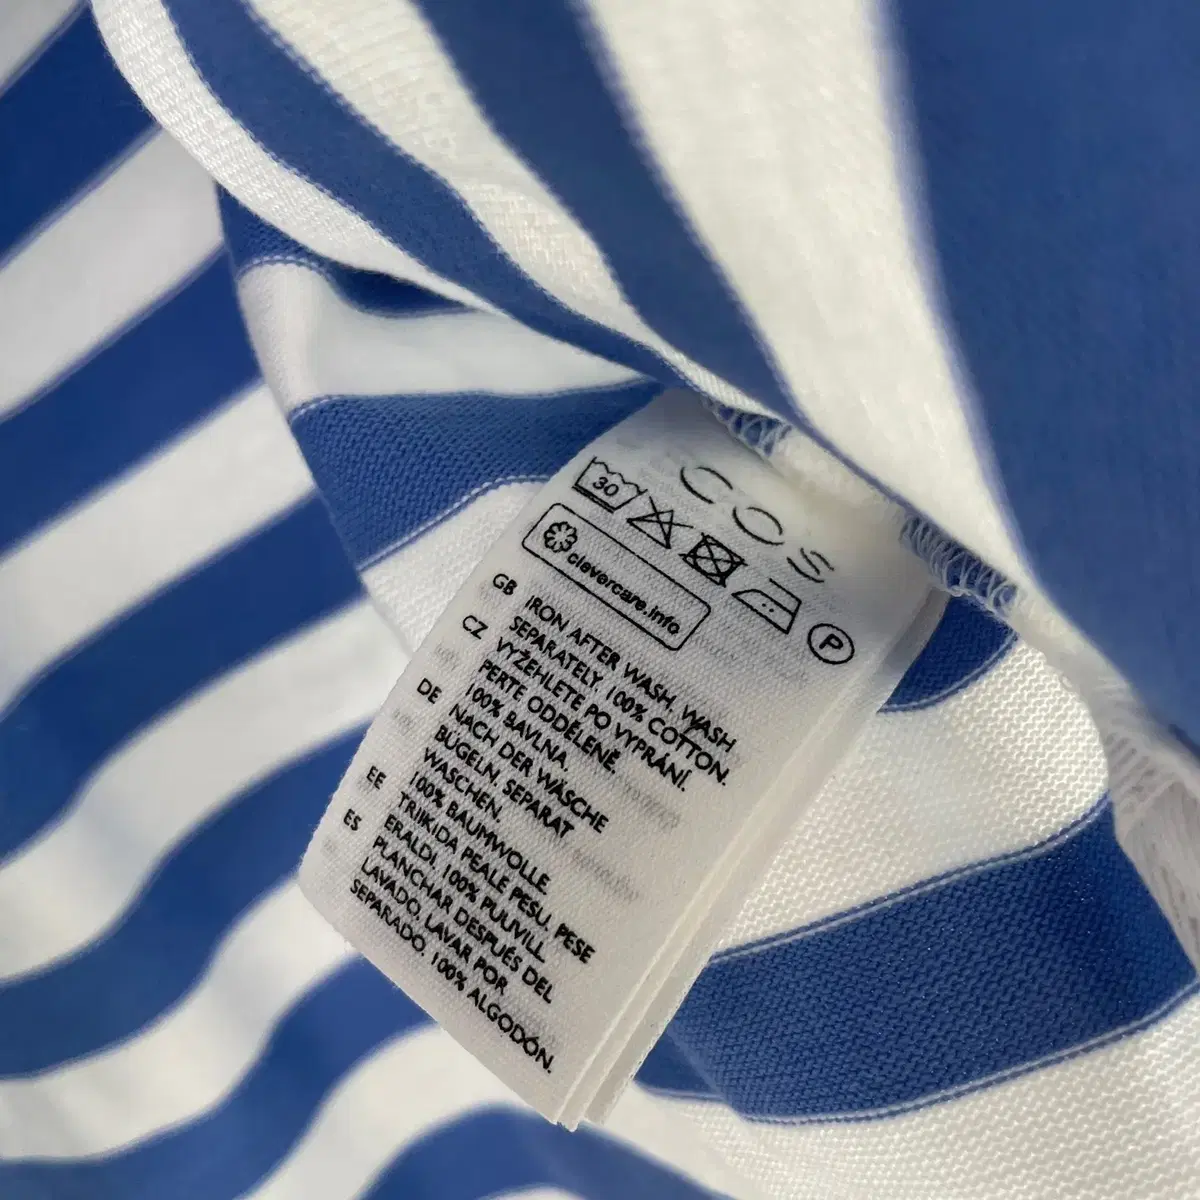 COS
30
P
clevercare.info
GB IRON AFTER WASH, WASH
SEPARATELY. 100% COTTON.
CZ VYŽEHLETE PO VYPRÁNÍ.
PERTE ODDĚLENĚ.
100% BAVLNA.
DE NACH DER WÄSCHE
BÜGELN, SEPARAT
WASCHEN.
100% BAUMWOLLE.
EE TRIIKIDA PEALE PESU. PESE
ERALDI. 100% PUUVILL
ES PLANCHAR DESPUÉS DEL
LAVADO. LAVAR POR
SEPARADO. 100% ALGODÓN.